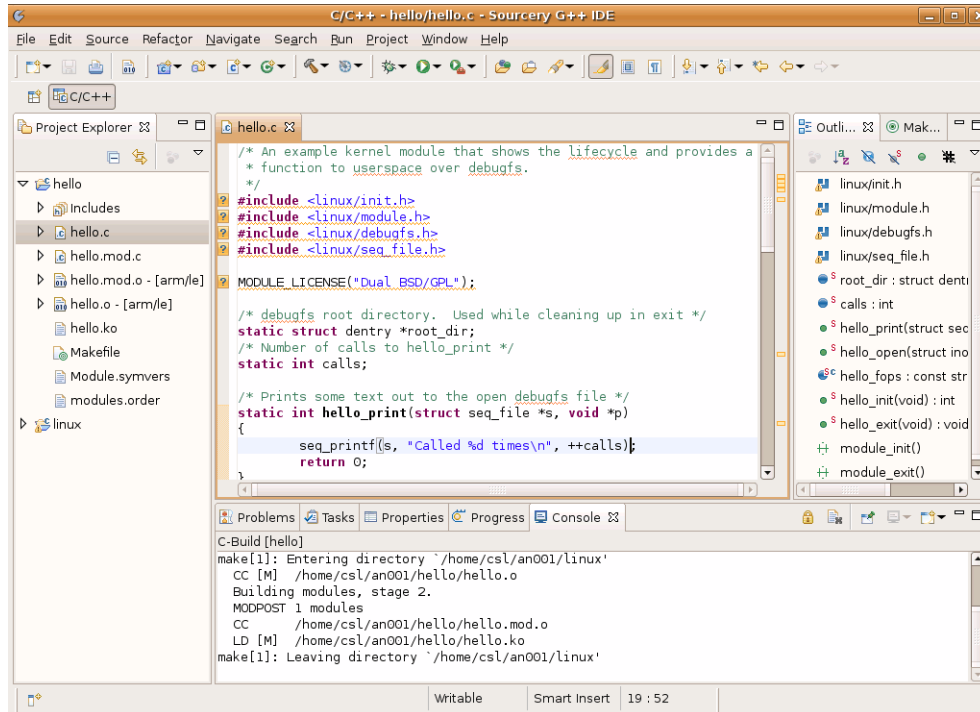 C/C++ - hello/hello.c - Sourcery G++ IDE
File Edit Source Refactor Navigate Search Run Project Window Help
C/C++
Project Explorer
hello
Includes
hello.c
hello.mod.c
hello.mod.o - [arm/le]
hello.o - [arm/le]
hello.ko
Makefile
Module.symvers
modules.order
linux
hello.c
/* An example kernel module that shows the lifecycle and provides a
 * function to userspace over debugfs.
 */
#include <linux/init.h>
#include <linux/module.h>
#include <linux/debugfs.h>
#include <linux/seq_file.h>
MODULE_LICENSE("Dual BSD/GPL");
/* debugfs root directory.  Used while cleaning up in exit */
static struct dentry *root_dir;
/* Number of calls to hello_print */
static int calls;
/* Prints some text out to the open debugfs file */
static int hello_print(struct seq_file *s, void *p)
{
        seq_printf(s, "Called %d times\n", ++calls);
        return 0;
}
Outli... Mak...
linux/init.h
linux/module.h
linux/debugfs.h
linux/seq_file.h
root_dir : struct dentr
calls : int
hello_print(struct sec
hello_open(struct ino
hello_fops : const str
hello_init(void) : int
hello_exit(void) : void
module_init()
module_exit()
Problems Tasks Properties Progress Console
C-Build [hello]
make[1]: Entering directory `/home/csl/an001/linux'
  CC [M]  /home/csl/an001/hello/hello.o
  Building modules, stage 2.
  MODPOST 1 modules
  CC      /home/csl/an001/hello/hello.mod.o
  LD [M]  /home/csl/an001/hello/hello.ko
make[1]: Leaving directory `/home/csl/an001/linux'
Writable Smart Insert 19 : 52